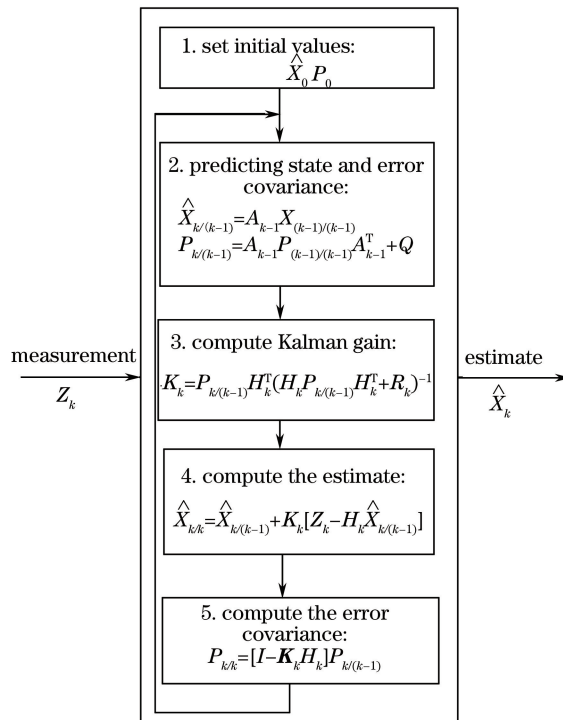 1. set initial values:
X̂₀ P₀
2. predicting state and error
covariance:
X̂ₖ/₍ₖ₋₁₎=Aₖ₋₁X₍ₖ₋₁₎/₍ₖ₋₁₎
Pₖ/₍ₖ₋₁₎=Aₖ₋₁P₍ₖ₋₁₎/₍ₖ₋₁₎Aᵀₖ₋₁+Q
3. compute Kalman gain:
Kₖ=Pₖ/₍ₖ₋₁₎Hₖᵀ(HₖPₖ/₍ₖ₋₁₎Hₖᵀ+Rₖ)⁻¹
measurement
Zₖ
estimate
X̂ₖ
4. compute the estimate:
X̂ₖ/ₖ=X̂ₖ/₍ₖ₋₁₎+Kₖ[Zₖ−HₖX̂ₖ/₍ₖ₋₁₎]
5. compute the error
covariance:
Pₖ/ₖ=[I−KₖHₖ]Pₖ/₍ₖ₋₁₎